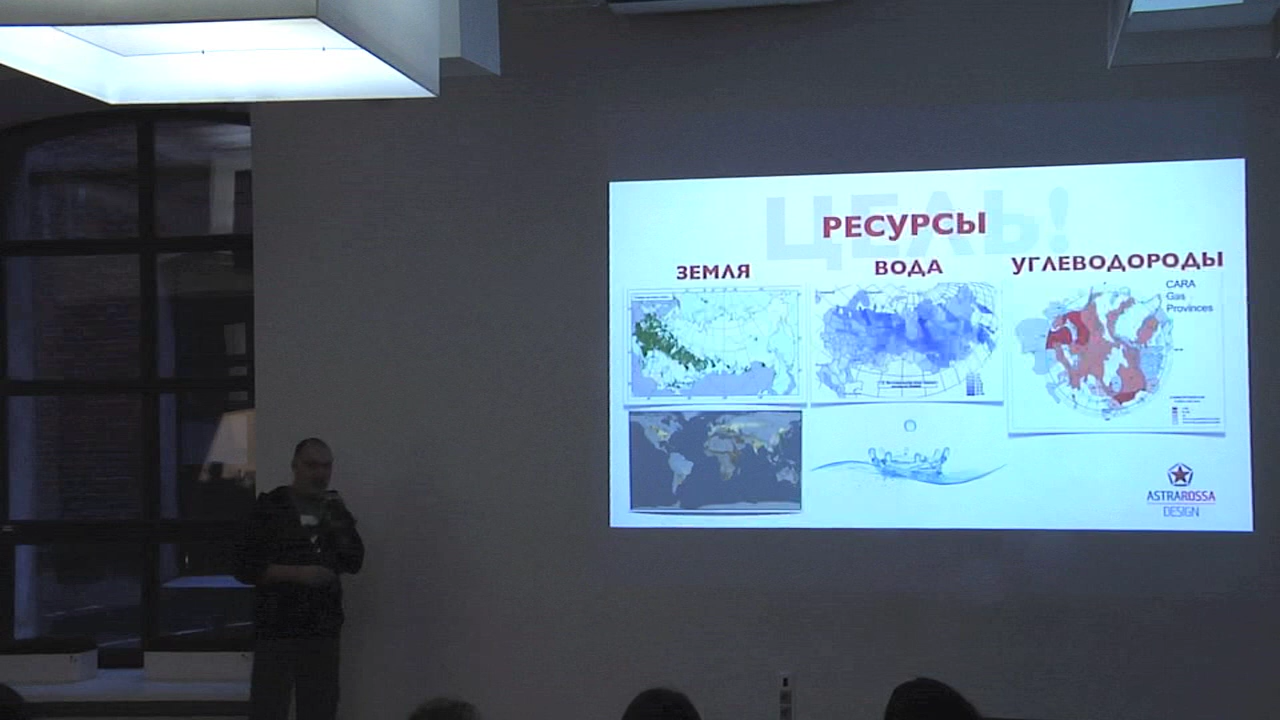 ЦЕЛЬ!
РЕСУРСЫ
ЗЕМЛЯ
ВОДА
УГЛЕВОДОРОДЫ
CARA
Gas
Provinces
ASTRAROSSA
DESIGN